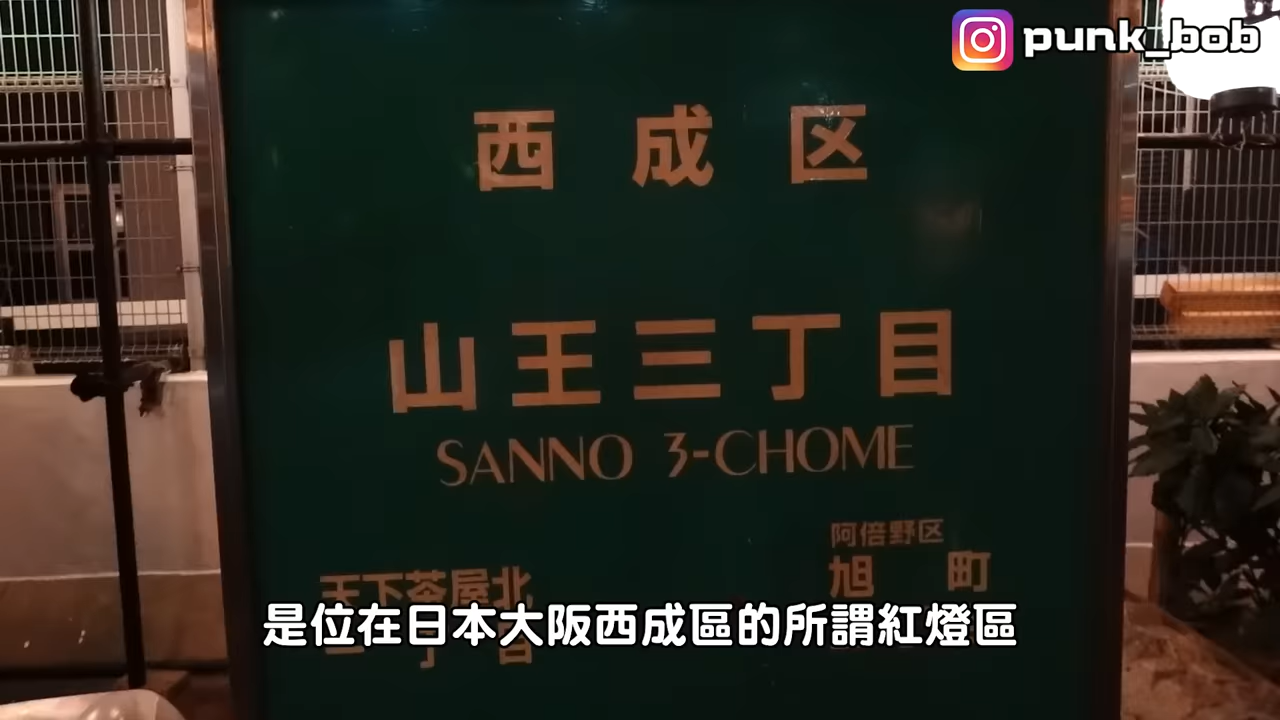 punk_bob
西成区
山王三丁目
SANNO 3-CHOME
阿倍野区
旭町
天下茶屋北
是位在日本大阪西成區的所謂紅燈區